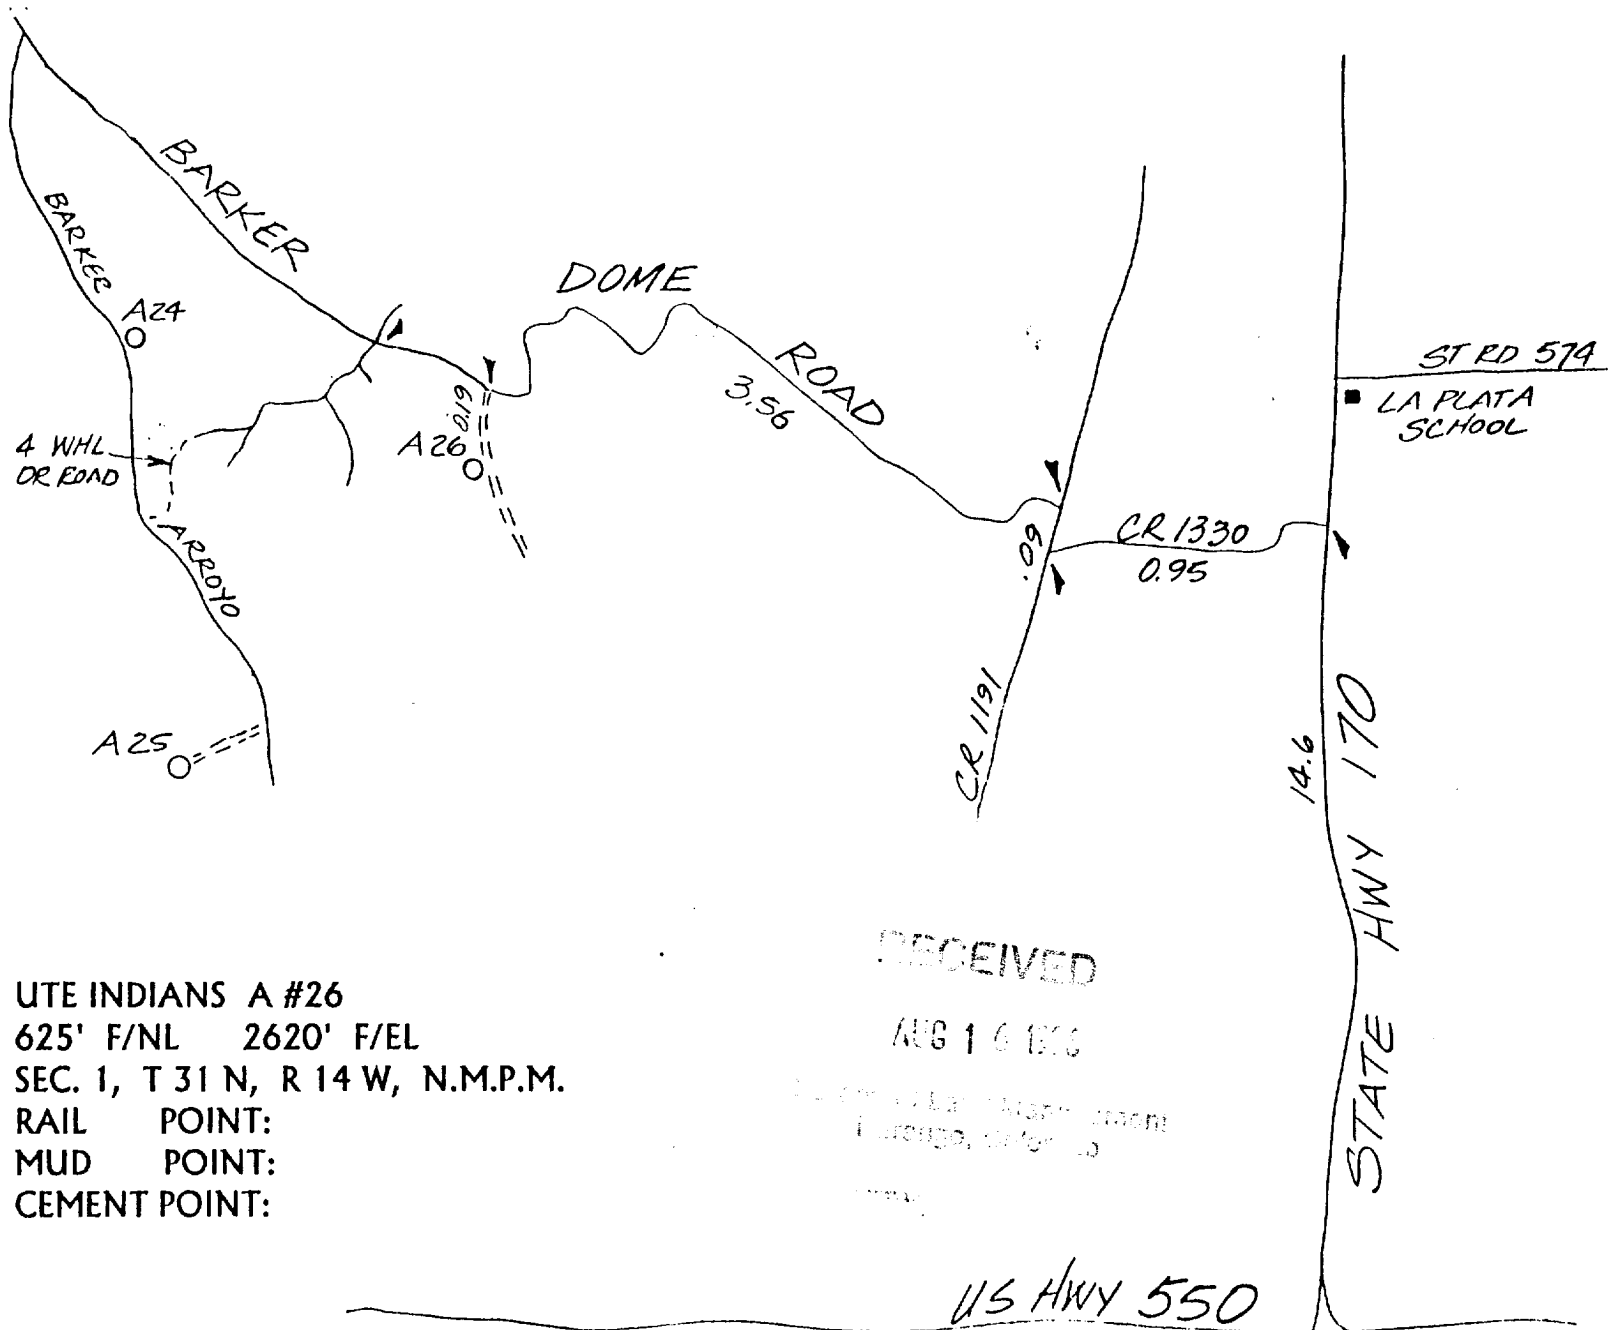 BARKER
DOME
ROAD
3.56
BARKER
ARROYO
A24
ST RD 574
LA PLATA
SCHOOL
0.19
A26
4 WHL
DR ROAD
.09
CR 1330
0.95
CR 1191
A25
14.6
STATE HWY 170
RECEIVED
AUG 16
UTE INDIANS A #26
625' F/NL 2620' F/EL
SEC. 1, T 31 N, R 14 W, N.M.P.M.
RAIL POINT:
MUD POINT:
CEMENT POINT:
US HWY 550